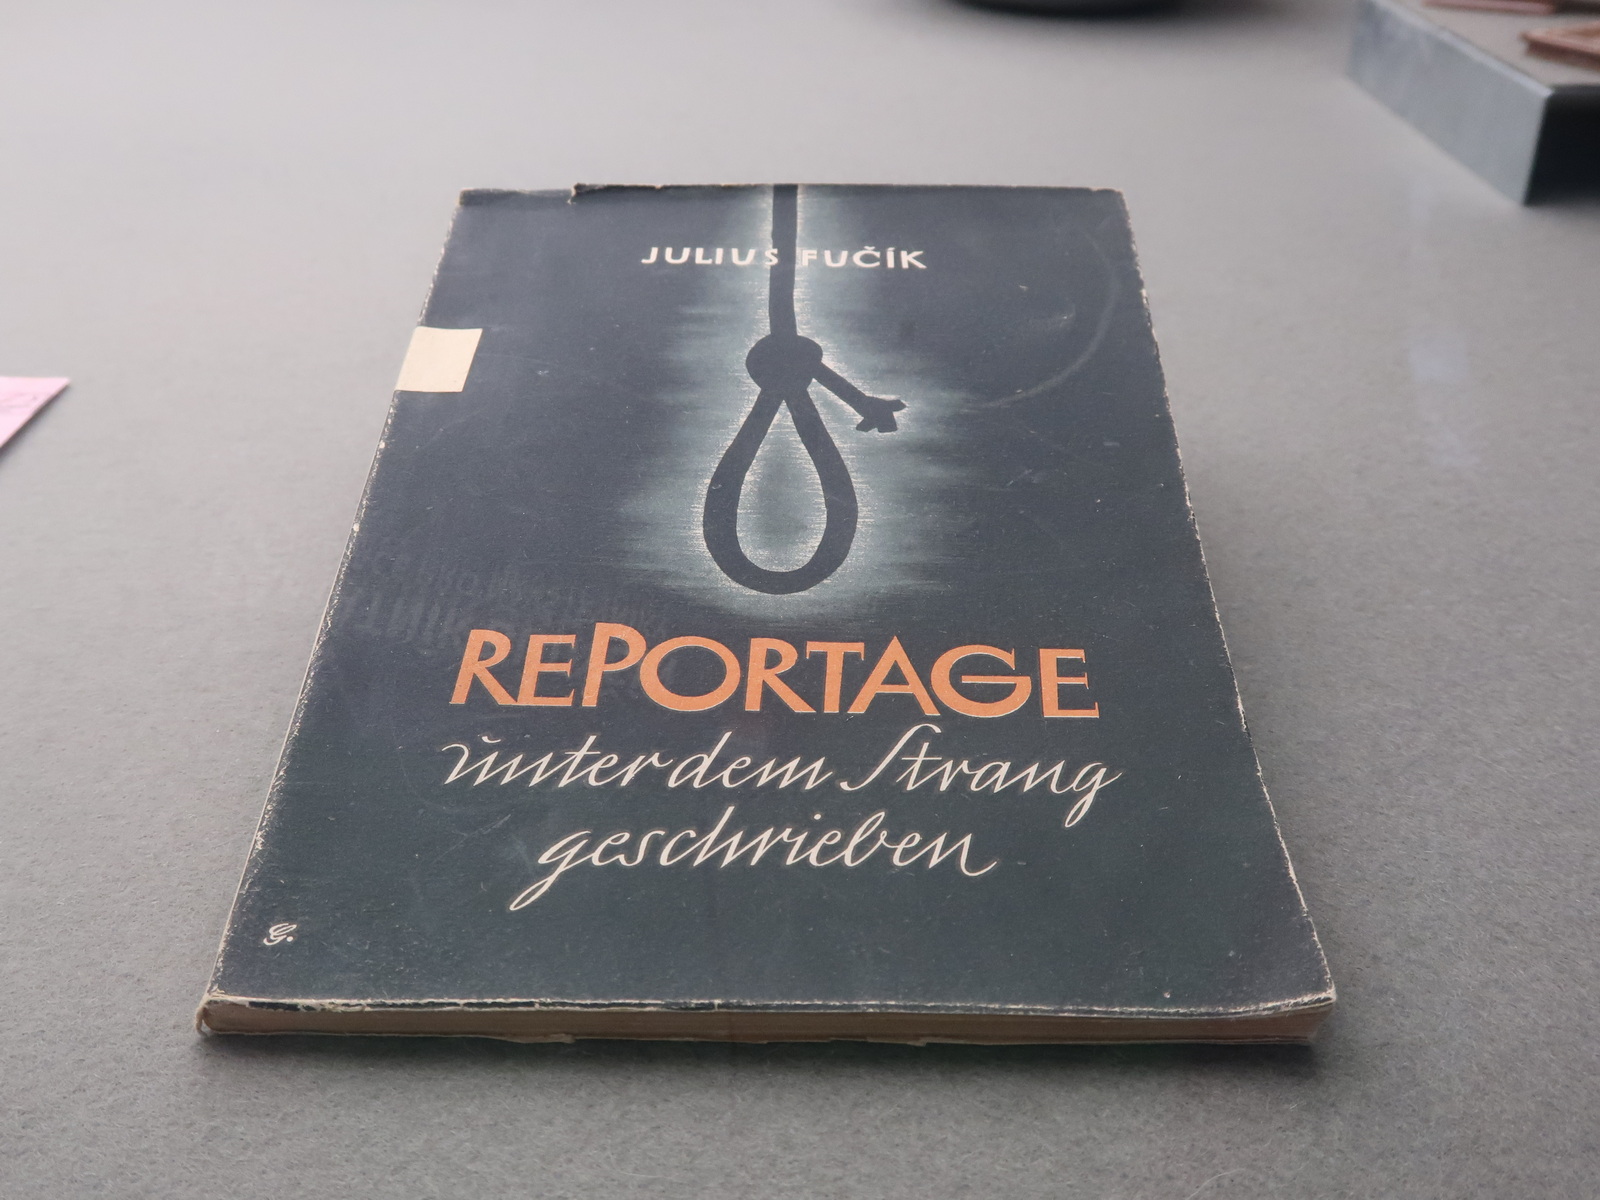 JULIUS FUČÍK
REPORTAGE
unter dem Strang
geschrieben
G.